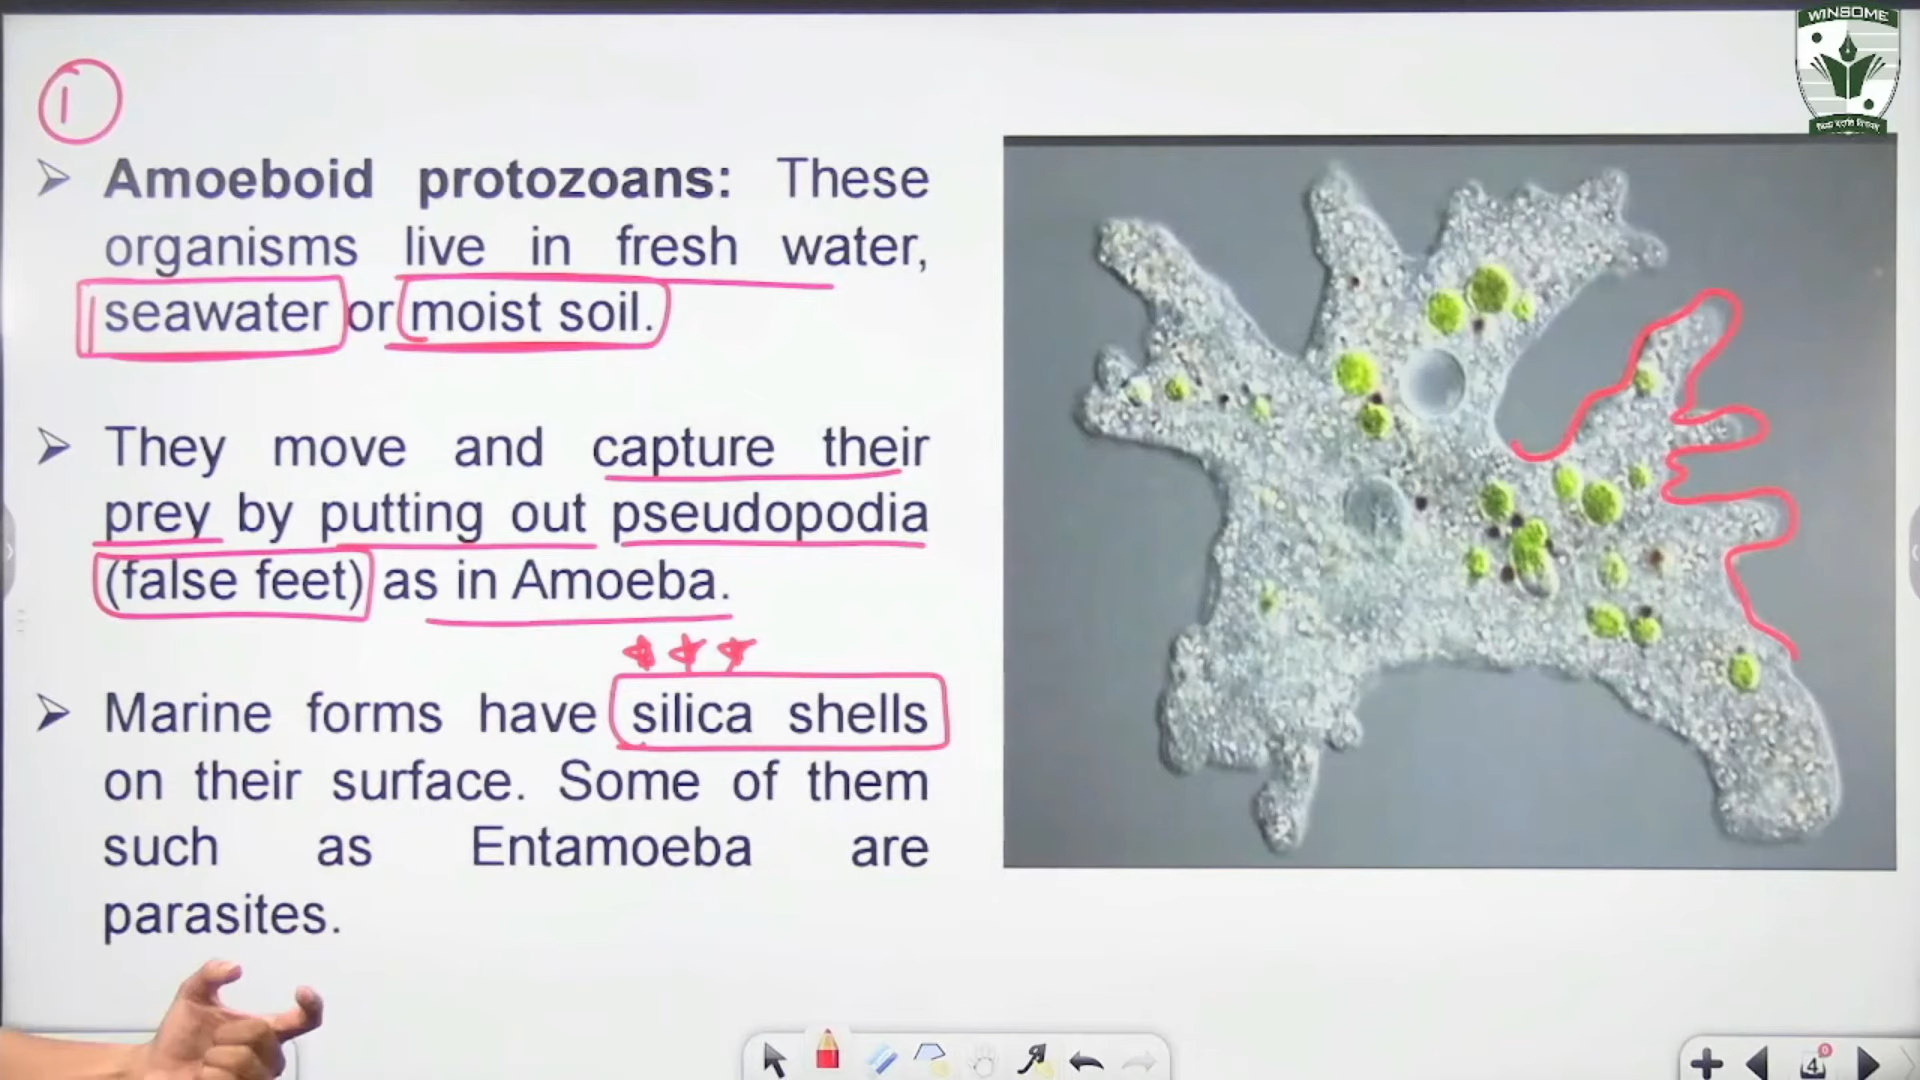 WINSOME
1
Amoeboid protozoans: These
organisms live in fresh water,
seawater or moist soil.
They move and capture their
prey by putting out pseudopodia
(false feet) as in Amoeba.
Marine forms have silica shells
on their surface. Some of them
such as Entamoeba are
parasites.
4
0